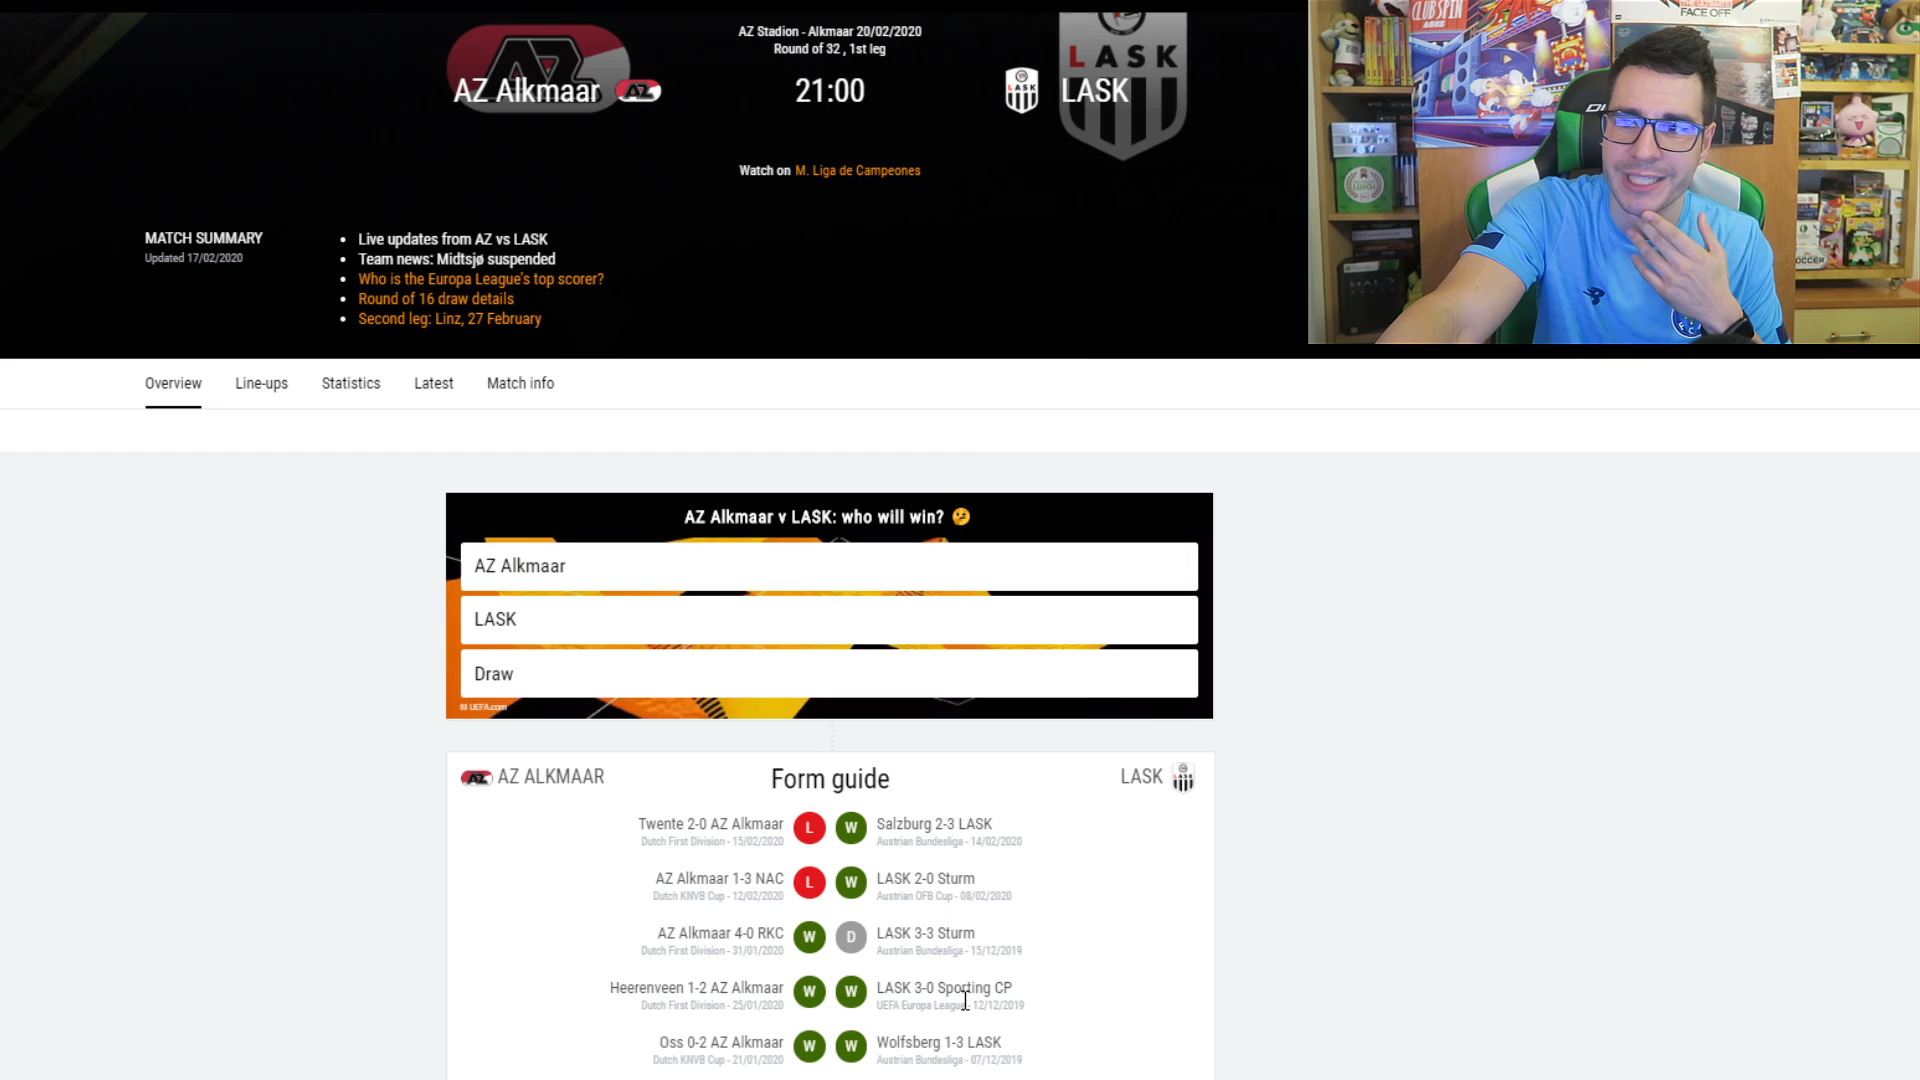 AZ Stadion - Alkmaar 20/02/2020
Round of 32 , 1st leg
AZ Alkmaar
AZ
21:00
LASK
LASK
LASK
Watch on M. Liga de Campeones
MATCH SUMMARY
Updated 17/02/2020
Live updates from AZ vs LASK
Team news: Midtsjø suspended
Who is the Europa League's top scorer?
Round of 16 draw details
Second leg: Linz, 27 February
CLUB SPIN
FACE OFF
SOCCER
HALO
Overview
Line-ups
Statistics
Latest
Match info
AZ Alkmaar v LASK: who will win? 🤔
AZ Alkmaar
LASK
Draw
UEFA.com
AZ ALKMAAR
Form guide
LASK
Twente 2-0 AZ Alkmaar L W Salzburg 2-3 LASK
Dutch First Division - 15/02/2020 Austrian Bundesliga - 14/02/2020
AZ Alkmaar 1-3 NAC L W LASK 2-0 Sturm
Dutch KNVB Cup - 12/02/2020 Austrian OFB Cup - 08/02/2020
AZ Alkmaar 4-0 RKC W D LASK 3-3 Sturm
Dutch First Division - 31/01/2020 Austrian Bundesliga - 15/12/2019
Heerenveen 1-2 AZ Alkmaar W W LASK 3-0 Sporting CP
Dutch First Division - 25/01/2020 UEFA Europa League - 12/12/2019
Oss 0-2 AZ Alkmaar W W Wolfsberg 1-3 LASK
Dutch KNVB Cup - 21/01/2020 Austrian Bundesliga - 07/12/2019